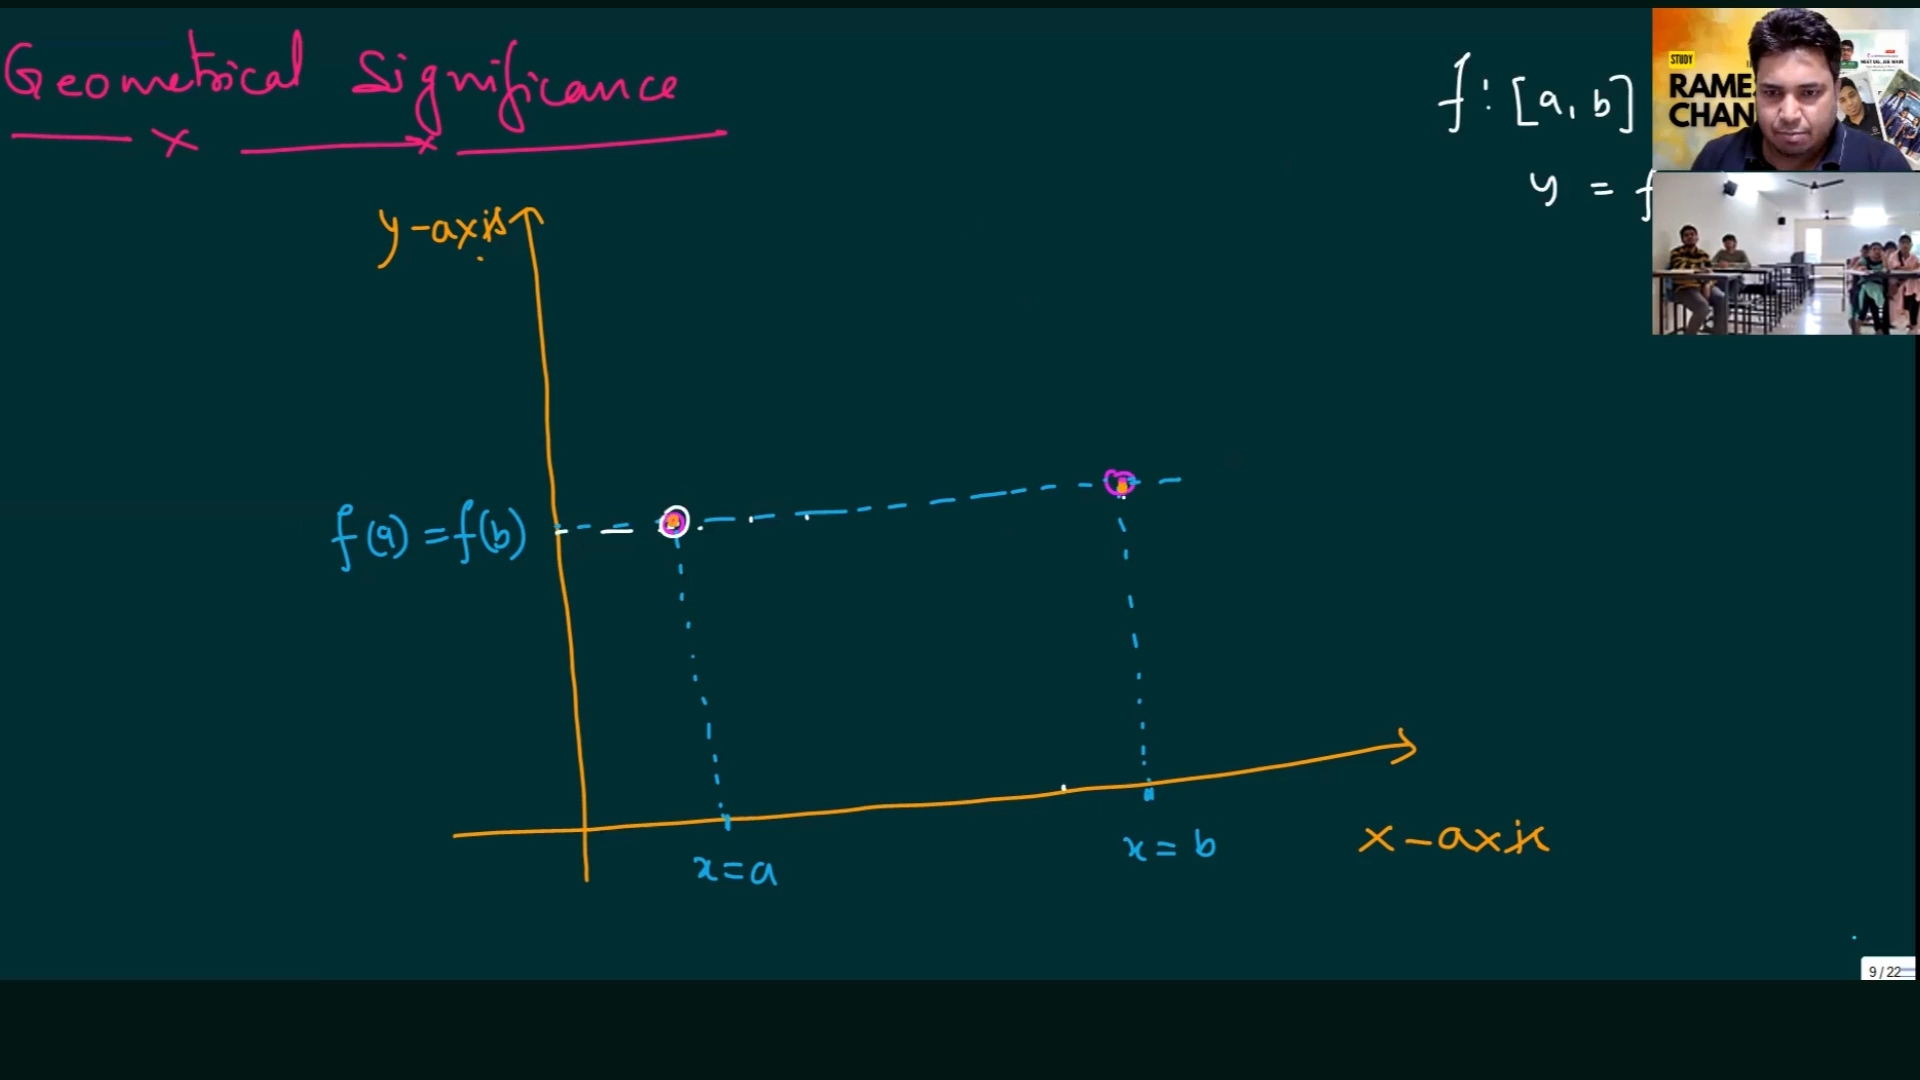 Geometrical Significance
f : [a, b]
y = f
STUDY
RAME
CHAN
y-axis
f(a) = f(b)
x = a
x = b
x-axis
9 / 22